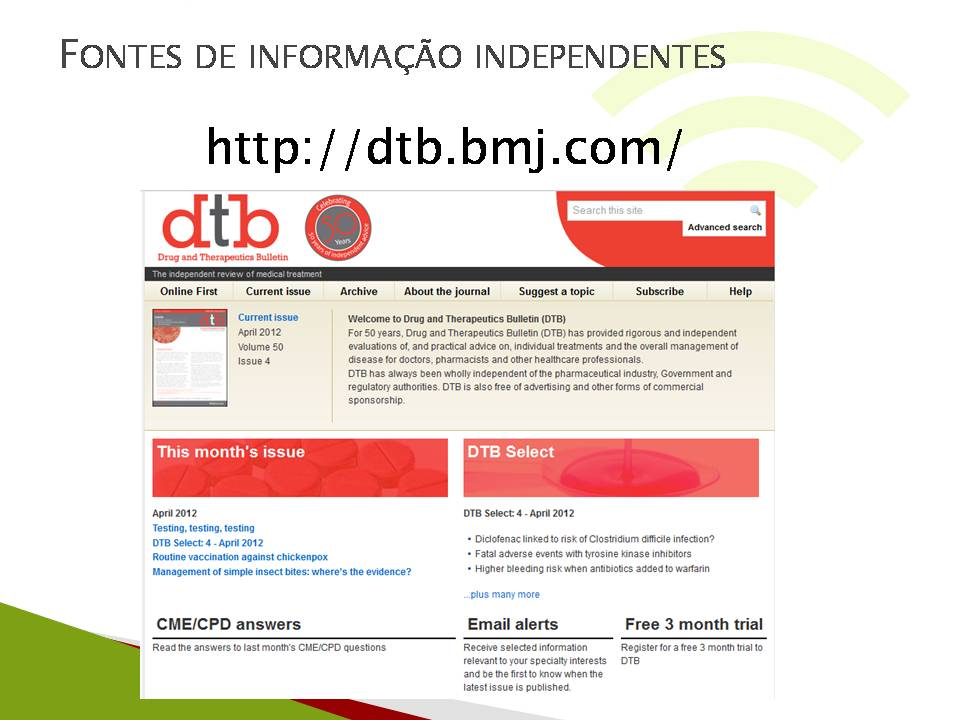 FONTES DE INFORMAÇÃO INDEPENDENTES
http://dtb.bmj.com/
dtb
Drug and Therapeutics Bulletin
Celebrating
50
Years
50 years of independent advice
Search this site
Advanced search
The independent review of medical treatment
Online First Current issue Archive About the journal Suggest a topic Subscribe Help
Current issue
April 2012
Volume 50
Issue 4
Welcome to Drug and Therapeutics Bulletin (DTB)
For 50 years, Drug and Therapeutics Bulletin (DTB) has provided rigorous and independent
evaluations of, and practical advice on, individual treatments and the overall management of
disease for doctors, pharmacists and other healthcare professionals.
DTB has always been wholly independent of the pharmaceutical industry, Government and
regulatory authorities. DTB is also free of advertising and other forms of commercial
sponsorship.
This month's issue
April 2012
Testing, testing, testing
DTB Select: 4 - April 2012
Routine vaccination against chickenpox
Management of simple insect bites: where's the evidence?
DTB Select
DTB Select: 4 - April 2012
• Diclofenac linked to risk of Clostridium difficile infection?
• Fatal adverse events with tyrosine kinase inhibitors
• Higher bleeding risk when antibiotics added to warfarin
...plus many more
CME/CPD answers
Read the answers to last month's CME/CPD questions
Email alerts
Receive selected information
relevant to your specialty interests
and be the first to know when the
latest issue is published.
Free 3 month trial
Register for a free 3 month trial to
DTB